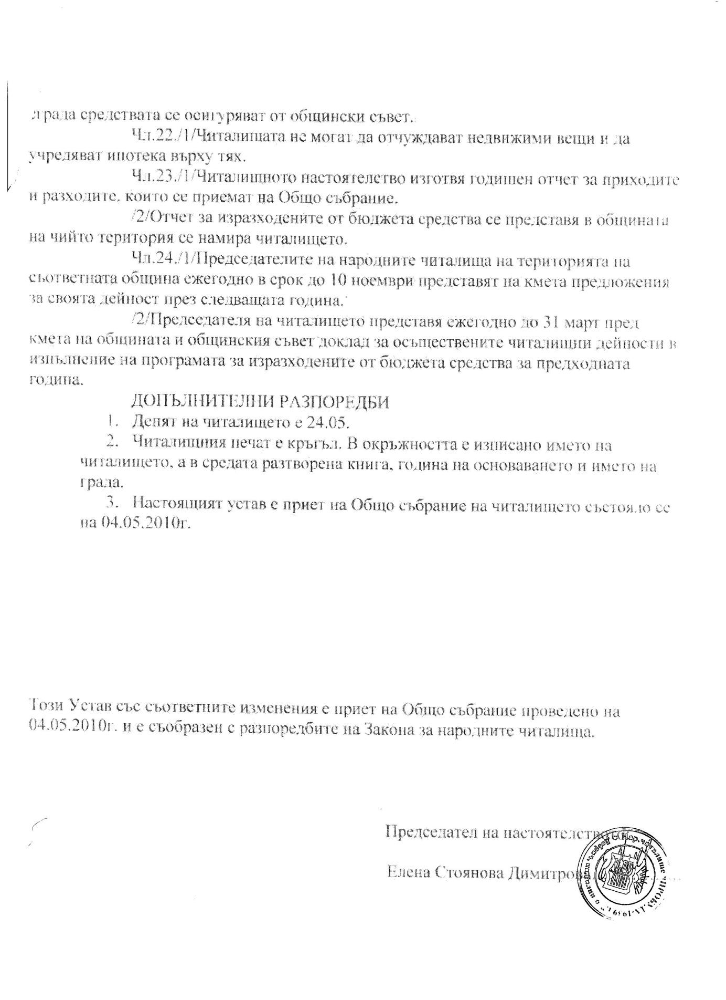 града средствата се осигуряват от общински съвет.
Чл.22./1/Читалищата не могат да отчуждават недвижими вещи и да
учредяват ипотека върху тях.
Чл.23./1/Читалищното настоятелство изготвя годишен отчет за приходите
и разходите, които се приемат на Общо събрание.
/2/Отчет за изразходените от бюджета средства се представя в общината
на чийто територия се намира читалището.
Чл.24./1/Председателите на народните читалища на територията на
съответната община ежегодно в срок до 10 ноември представят на кмета предложения
за своята дейност през следващата година.
/2/Председателя на читалището представя ежегодно до 31 март пред
кмета на общината и общинския съвет доклад за осъществените читалищни дейности в
изпълнение на програмата за изразходените от бюджета средства за предходната
година.
ДОПЪЛНИТЕЛНИ РАЗПОРЕДБИ
1. Денят на читалището е 24.05.
2. Читалищния печат е кръгъл. В окръжността е изписано името на
читалището, а в средата разтворена книга, година на основаването и името на
града.
3. Настоящият устав е приет на Общо събрание на читалището състояло се
на 04.05.2010г.
Този Устав със съответните изменения е приет на Общо събрание проведено на
04.05.2010г. и е съобразен с разпоредбите на Закона за народните читалища.
Председател на настоятелството:
Елена Стоянова Димитрова
Нар.читалище